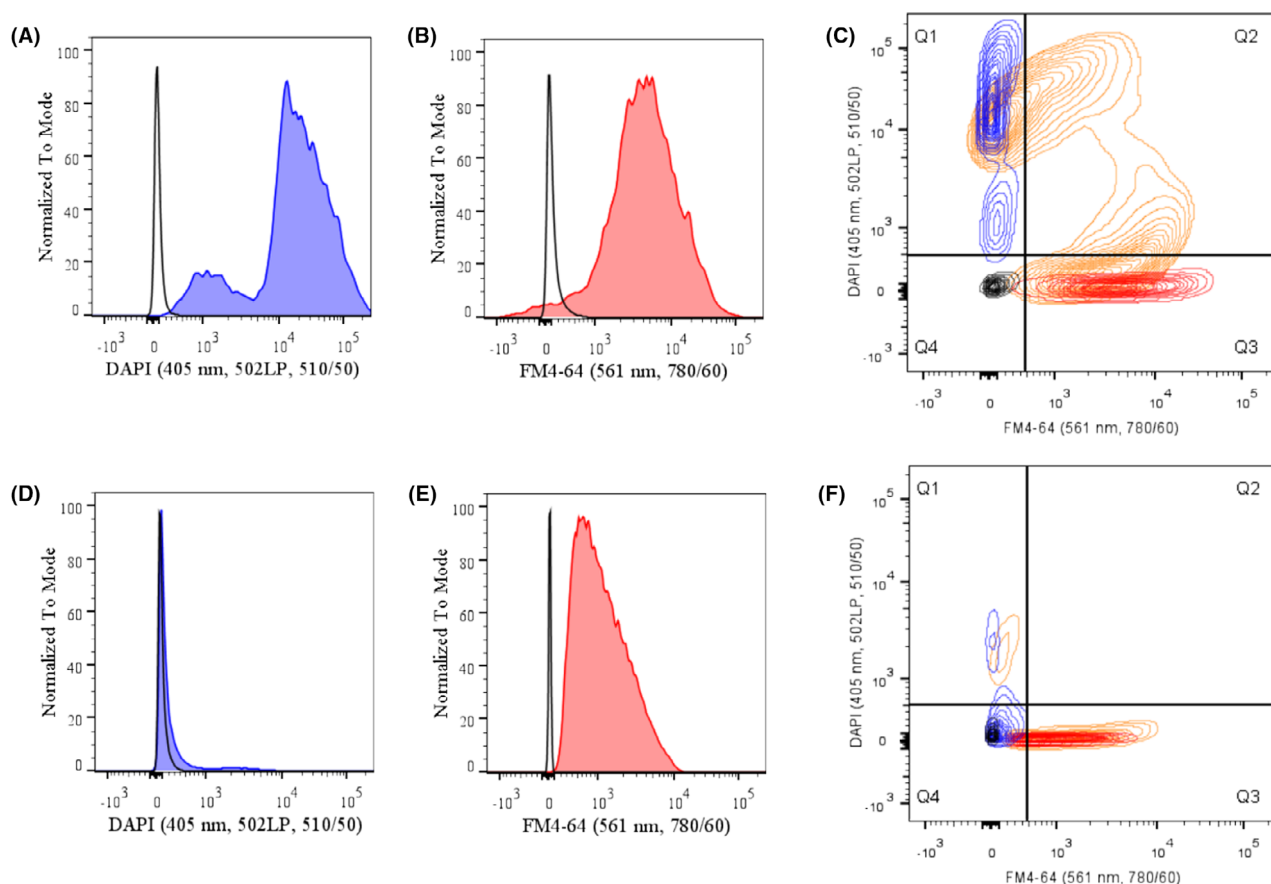 (A)
100
80
60
40
20
0
Normalized To Mode
-10³ 0 10³ 10⁴ 10⁵
DAPI (405 nm, 502LP, 510/50)
(B)
100
80
60
40
20
0
Normalized To Mode
-10³ 0 10³ 10⁴ 10⁵
FM4-64 (561 nm, 780/60)
(C)
Q1 Q2
10⁵
10⁴
10³
0
-10³
DAPI (405 nm, 502LP, 510/50)
Q4 Q3
-10³ 0 10³ 10⁴ 10⁵
FM4-64 (561 nm, 780/60)
(D)
100
80
60
40
20
0
Normalized To Mode
-10³ 0 10³ 10⁴ 10⁵
DAPI (405 nm, 502LP, 510/50)
(E)
100
80
60
40
20
0
Normalized To Mode
-10³ 0 10³ 10⁴ 10⁵
FM4-64 (561 nm, 780/60)
(F)
Q1 Q2
10⁵
10⁴
10³
0
-10³
DAPI (405 nm, 502LP, 510/50)
Q4 Q3
-10³ 0 10³ 10⁴ 10⁵
FM4-64 (561 nm, 780/60)